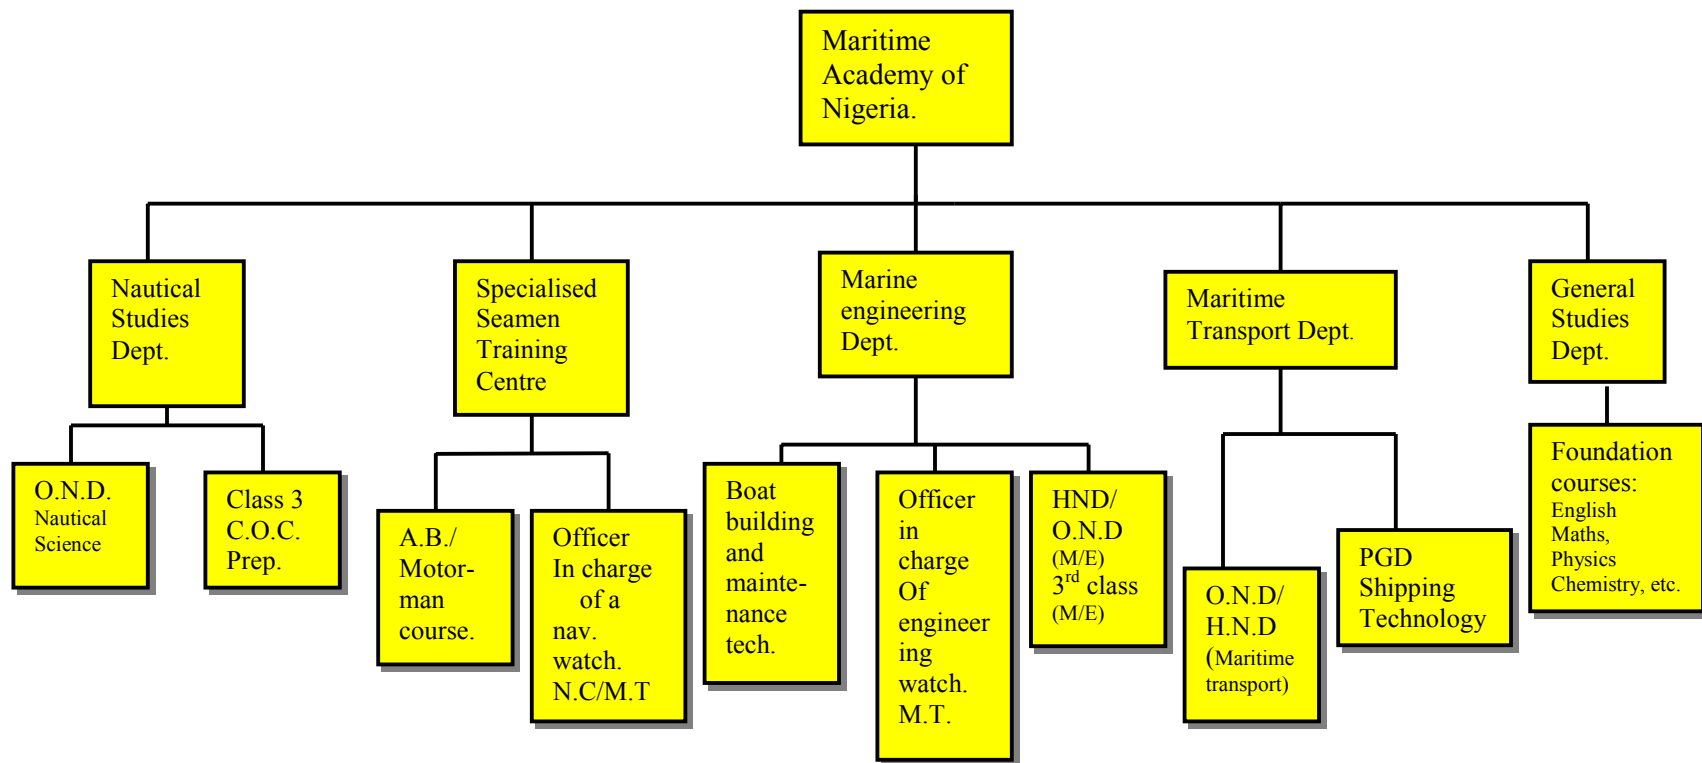 Maritime
Academy of
Nigeria.
Nautical
Studies
Dept.
Specialised
Seamen
Training
Centre
Marine
engineering
Dept.
Maritime
Transport Dept.
General
Studies
Dept.
O.N.D.
Nautical
Science
Class 3
C.O.C.
Prep.
A.B./
Motor-
man
course.
Officer
In charge
of a
nav.
watch.
N.C/M.T
Boat
building
and
mainte-
nance
tech.
Officer
in
charge
Of
engineer
ing
watch.
M.T.
HND/
O.N.D
(M/E)
3rd class
(M/E)
O.N.D/
H.N.D
(Maritime
transport)
PGD
Shipping
Technology
Foundation
courses:
English
Maths,
Physics
Chemistry, etc.